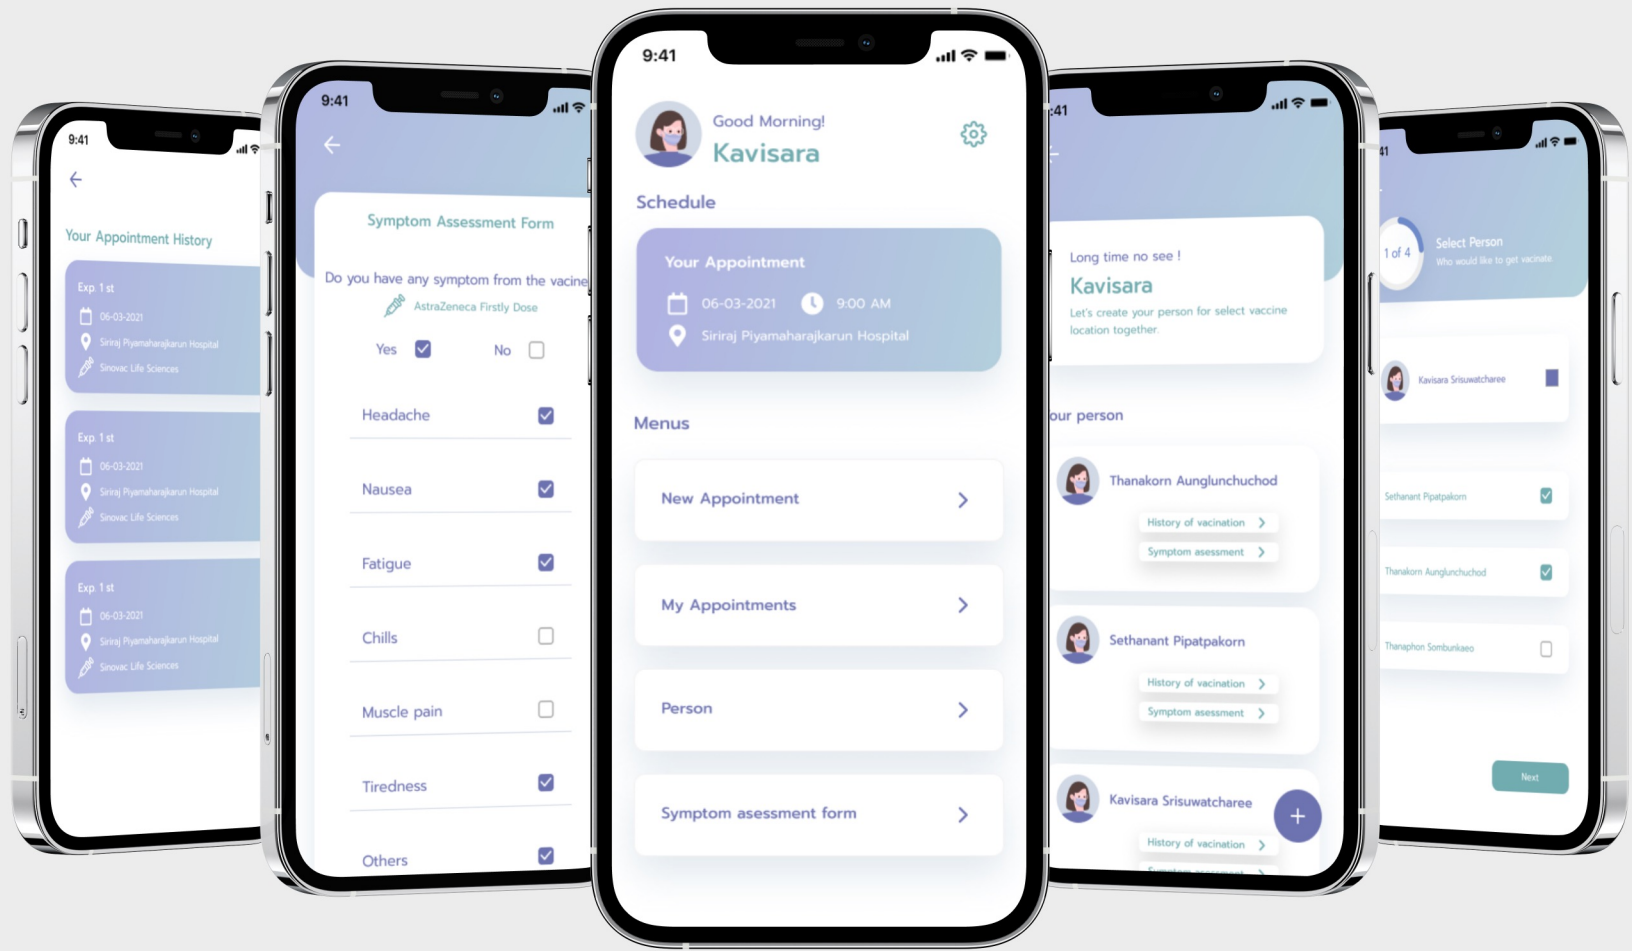 9:41
Your Appointment History
Exp. 1 st
06-03-2021
Siriraj Piyamaharajkarun Hospital
Sinovac Life Sciences
Exp. 1 st
06-03-2021
Siriraj Piyamaharajkarun Hospital
Sinovac Life Sciences
Exp. 1 st
06-03-2021
Siriraj Piyamaharajkarun Hospital
Sinovac Life Sciences
9:41
Symptom Assessment Form
Do you have any symptom from the vacine
AstraZeneca Firstly Dose
Yes No
Headache
Nausea
Fatigue
Chills
Muscle pain
Tiredness
Others
9:41
Good Morning!
Kavisara
Schedule
Your Appointment
06-03-2021 9:00 AM
Siriraj Piyamaharajkarun Hospital
Menus
New Appointment
My Appointments
Person
Symptom asessment form
:41
Long time no see !
Kavisara
Let's create your person for select vaccine
location together.
our person
Thanakorn Aunglunchuchod
History of vacination
Symptom asessment
Sethanant Pipatpakorn
History of vacination
Symptom asessment
Kavisara Srisuwatcharee
History of vacination
Symptom asessment
41
1 of 4
Select Person
Who would like to get vacinate
Kavisara Srisuwatcharee
Sethanant Pipatpakorn
Thanakorn Aunglunchuchod
Thanaphon Sombunkaeo
Next